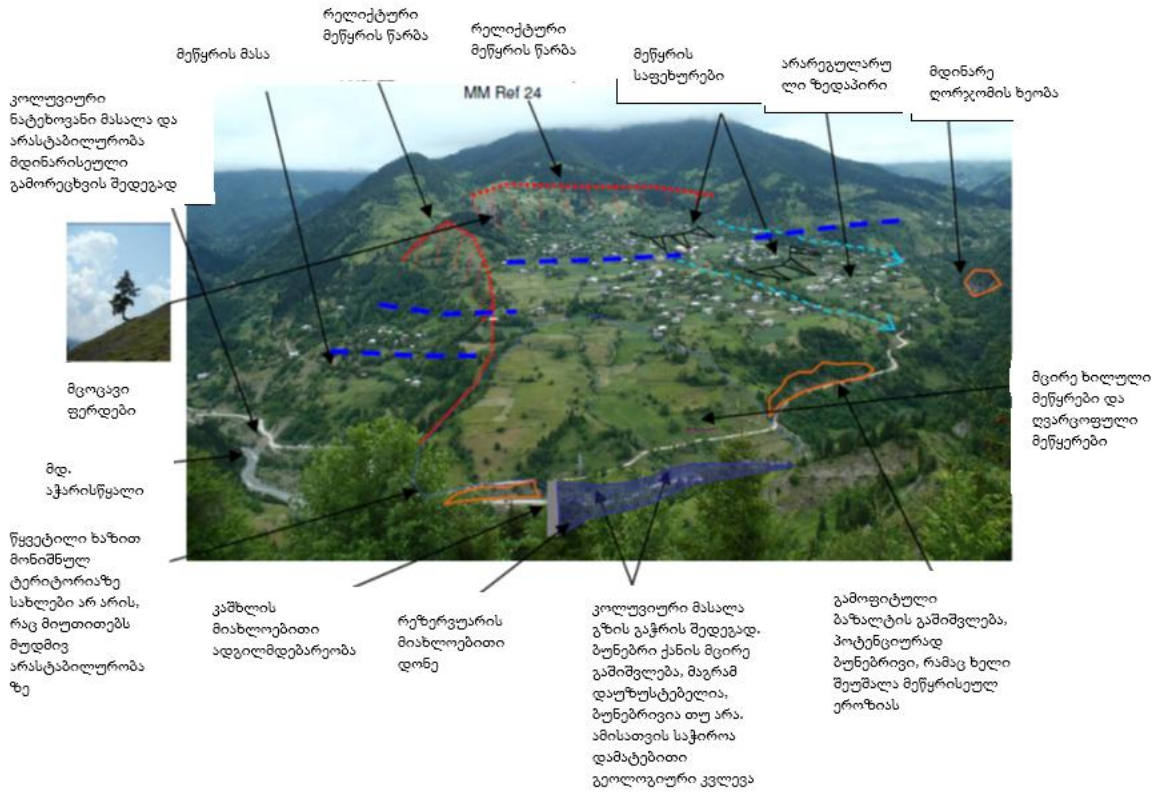 რელიქტური
მეწყრის წარბა
რელიქტური
მეწყრის წარბა
მეწყრის მასა
მეწყრის
საფეხურები
არარეგულარუ
ლი ზედაპირი
მდინარე
ღორჯომის ხეობა
კოლუვიური
ნატეხოვანი მასალა და
არასტაბილურობა
მდინარისეული
გამორეცხვის შედეგად
MM Ref 24
მცოცავი
ფერდები
მცირე ხილული
მეწყრები და
ღვარცოფული
მეწყერები
მდ.
აჭარისწყალი
წყვეტილი ხაზით
მონიშნულ
ტერიტორიაზე
სახლები არ არის,
რაც მიუთითებს
მუდმივ
არასტაბილურობა
ზე
კაშხლის
მიახლოებითი
ადგილმდებარეობა
რეზერვუარის
მიახლოებითი
დონე
კოლუვიური მასალა
გზის გაჭრის შედეგად.
ბუნებრი ქანის მცირე
გაშიშვლება, მაგრამ
დაუზუსტებელია,
ბუნებრივია თუ არა.
ამისათვის საჭიროა
დამატებითი
გეოლოგიური კვლევა
გამოფიტული
ბაზალტის გაშიშვლება,
პოტენციურად
ბუნებრივი, რამაც ხელი
შეუშალა მეწყრისეულ
ეროზიას